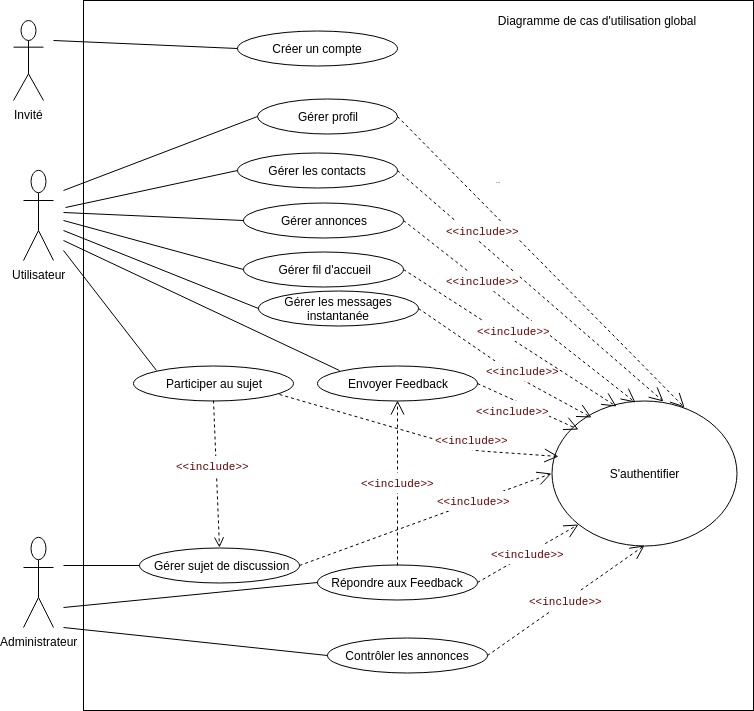 Diagramme de cas d'utilisation global
Créer un compte
Invité
Gérer profil
Gérer les contacts
Gérer annonces
<<include>>
Utilisateur
Gérer fil d'accueil
<<include>>
Gérer les messages
instantanée
<<include>>
<<include>>
Participer au sujet
Envoyer Feedback
<<include>>
<<include>>
<<include>>
S'authentifier
<<include>>
<<include>>
<<include>>
Gérer sujet de discussion
Répondre aux Feedback
<<include>>
Administrateur
Contrôler les annonces